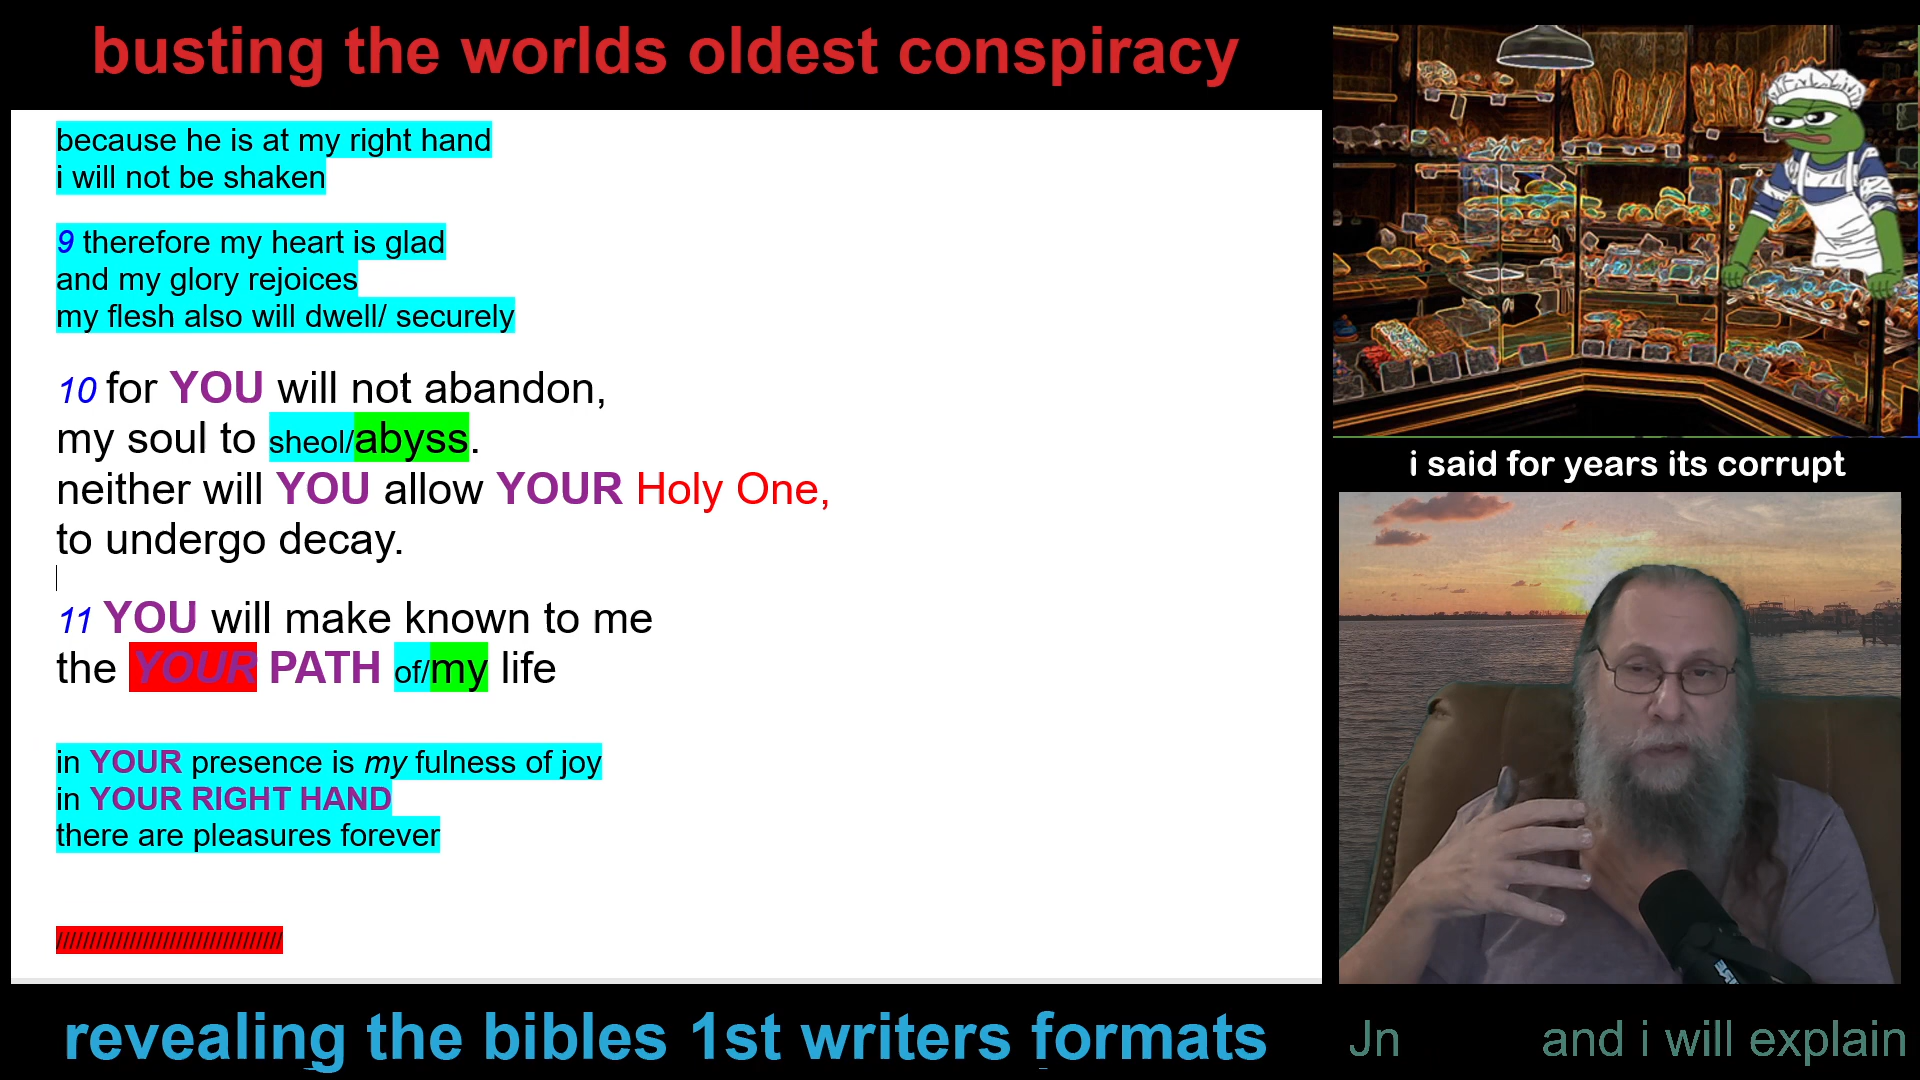 busting the worlds oldest conspiracy
because he is at my right hand
i will not be shaken
9 therefore my heart is glad
and my glory rejoices
my flesh also will dwell/ securely
10 for YOU will not abandon,
my soul to sheol/abyss.
neither will YOU allow YOUR Holy One,
to undergo decay.
11 YOU will make known to me
the YOUR PATH of/my life
in YOUR presence is my fulness of joy
in YOUR RIGHT HAND
there are pleasures forever
//////////////////////////////////
i said for years its corrupt
revealing the bibles 1st writers formats
Jn and i will explain